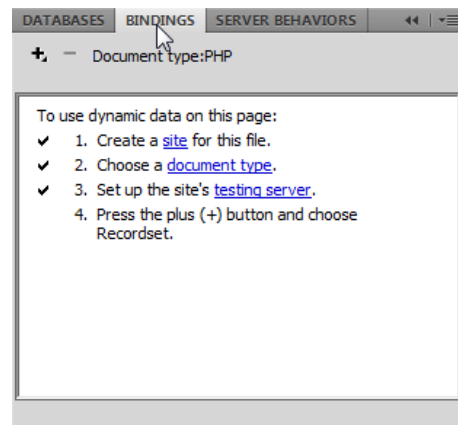 DATABASES BINDINGS SERVER BEHAVIORS
Document type:PHP
To use dynamic data on this page:
1. Create a site for this file.
2. Choose a document type.
3. Set up the site's testing server.
4. Press the plus (+) button and choose
Recordset.